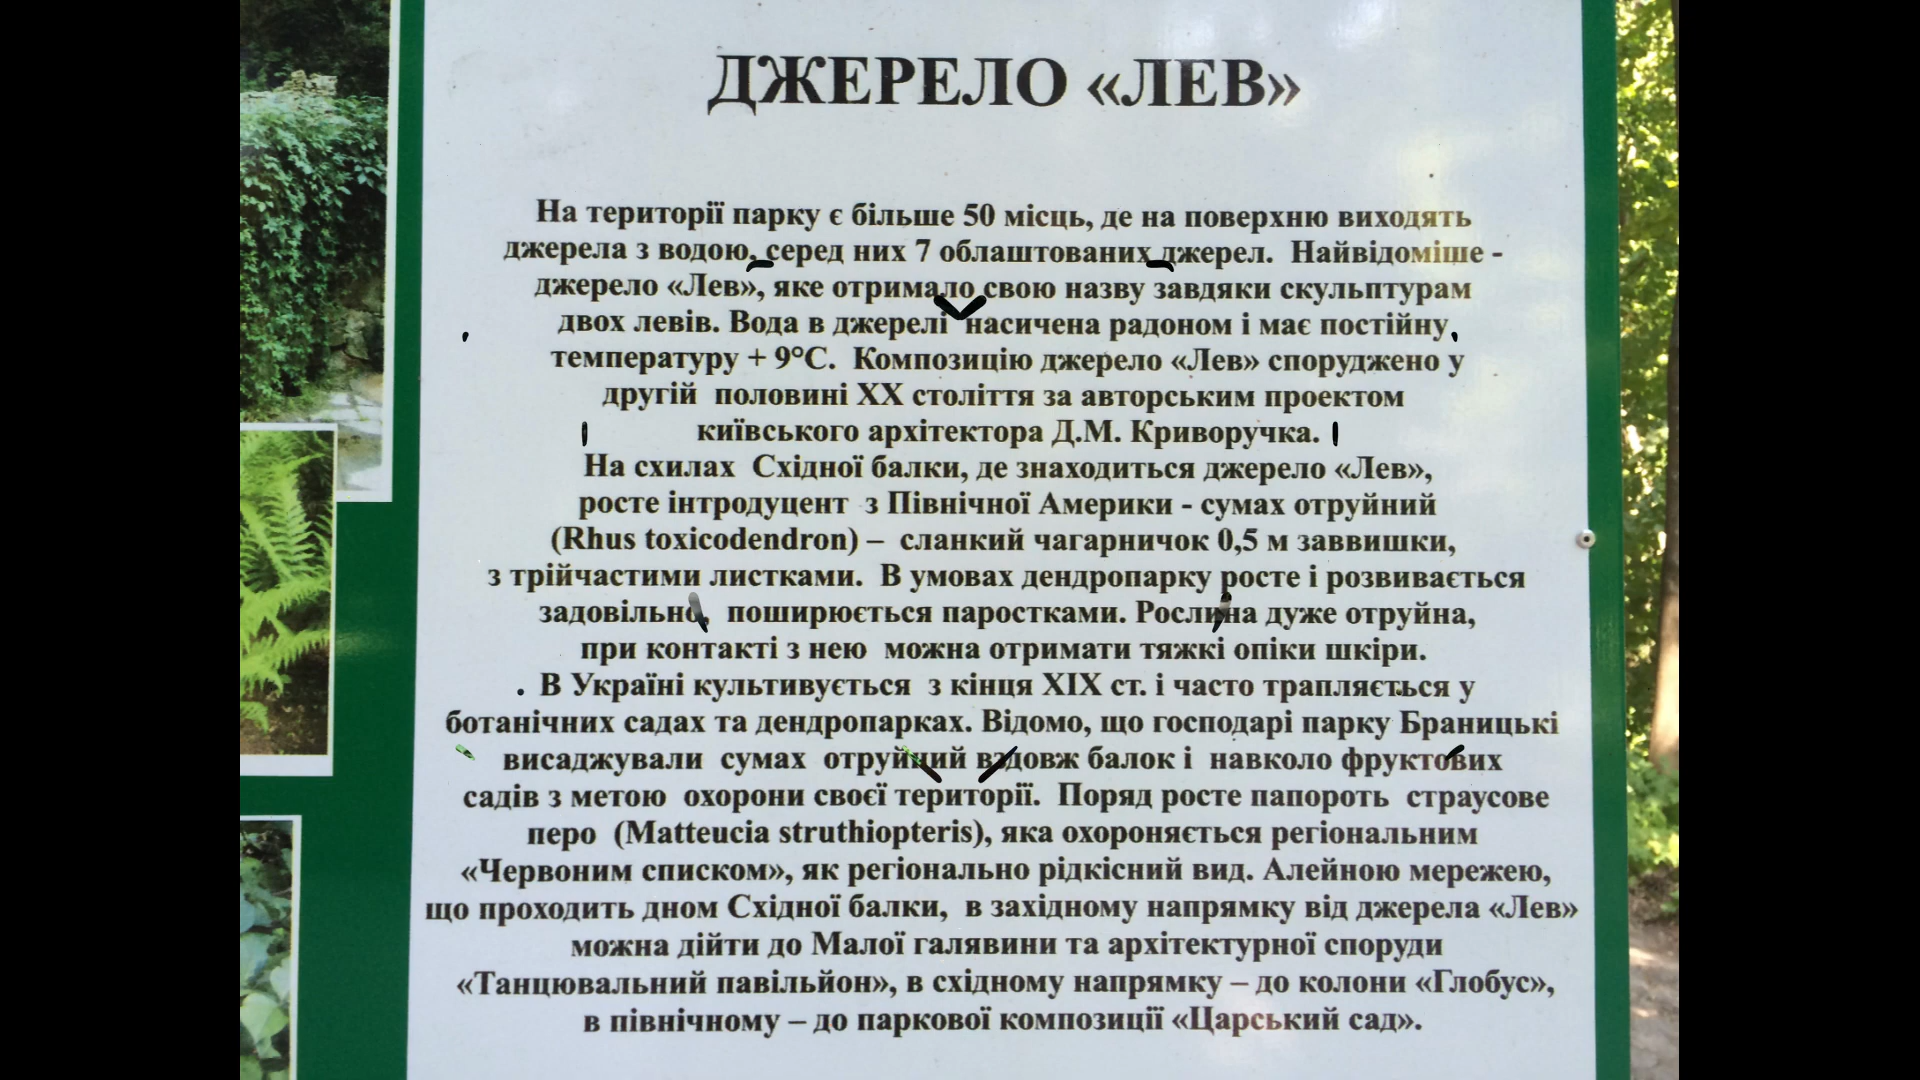 ДЖЕРЕЛО «ЛЕВ»
На території парку є більше 50 місць, де на поверхню виходять
джерела з водою, серед них 7 облаштованих джерел. Найвідоміше -
джерело «Лев», яке отримало свою назву завдяки скульптурам
двох левів. Вода в джерелі насичена радоном і має постійну
температуру + 9°С. Композицію джерело «Лев» споруджено у
другій половині ХХ століття за авторським проектом
київського архітектора Д.М. Криворучка.
На схилах Східної балки, де знаходиться джерело «Лев»,
росте інтродуцент з Північної Америки - сумах отруйний
(Rhus toxicodendron) – сланкий чагарничок 0,5 м заввишки,
з трійчастими листками. В умовах дендропарку росте і розвивається
задовільно, поширюється паростками. Рослина дуже отруйна,
при контакті з нею можна отримати тяжкі опіки шкіри.
. В Україні культивується з кінця ХІХ ст. і часто трапляється у
ботанічних садах та дендропарках. Відомо, що господарі парку Браницькі
висаджували сумах отруйний вздовж балок і навколо фруктових
садів з метою охорони своєї території. Поряд росте папороть страусове
перо (Matteucia struthiopteris), яка охороняється регіональним
«Червоним списком», як регіонально рідкісний вид. Алейною мережею,
що проходить дном Східної балки, в західному напрямку від джерела «Лев»
можна дійти до Малої галявини та архітектурної споруди
«Танцювальний павільйон», в східному напрямку – до колони «Глобус»,
в північному – до паркової композиції «Царський сад».